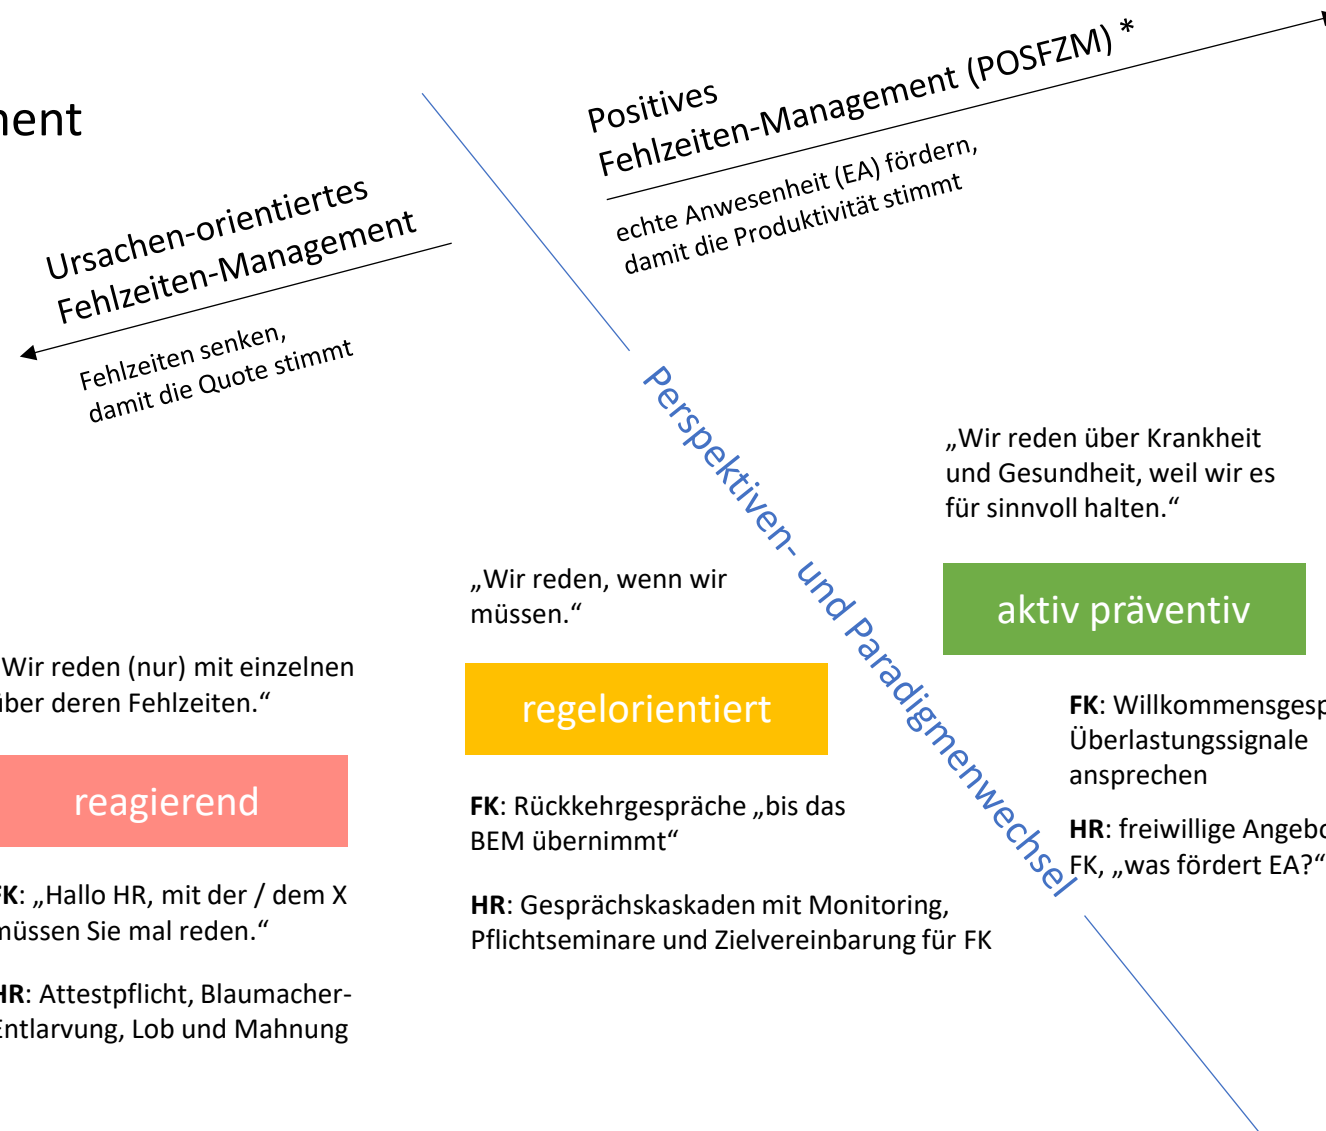 nent
Ursachen-orientiertes
Fehlzeiten-Management
Fehlzeiten senken,
damit die Quote stimmt
Positives
Fehlzeiten-Management (POSFZM) *
echte Anwesenheit (EA) fördern,
damit die Produktivität stimmt
Perspektiven- und Paradigmenwechsel
Wir reden (nur) mit einzelnen
über deren Fehlzeiten.“
reagierend
FK: „Hallo HR, mit der / dem X
müssen Sie mal reden.“
HR: Attestpflicht, Blaumacher-
Entlarvung, Lob und Mahnung
„Wir reden, wenn wir
müssen.“
regelorientiert
FK: Rückkehrgespräche „bis das
BEM übernimmt“
HR: Gesprächskaskaden mit Monitoring,
Pflichtseminare und Zielvereinbarung für FK
„Wir reden über Krankheit
und Gesundheit, weil wir es
für sinnvoll halten.“
aktiv präventiv
FK: Willkommensgesp
Überlastungssignale
ansprechen
HR: freiwillige Angebo
FK, „was fördert EA?“